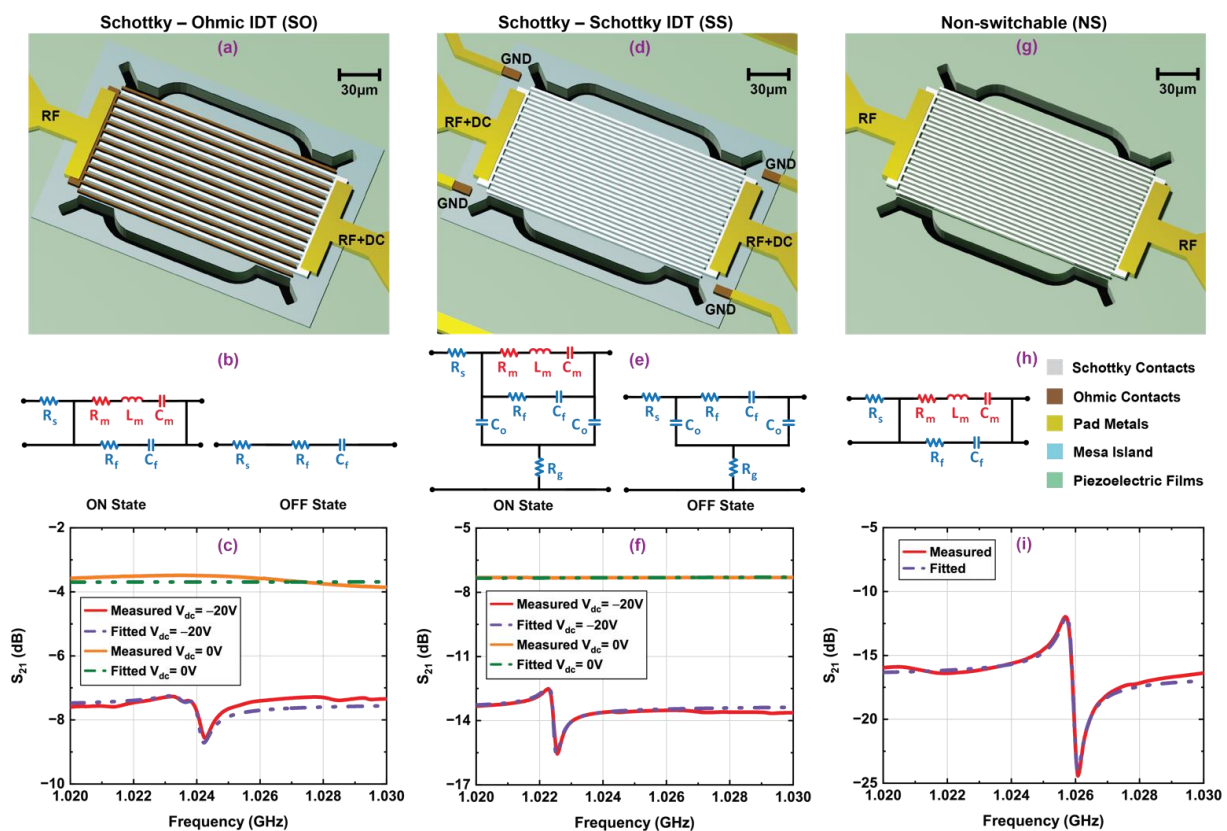 Schottky – Ohmic IDT (SO)
(a)
30μm
RF
RF+DC
Schottky – Schottky IDT (SS)
(d)
GND
30μm
RF+DC
GND
GND
RF+DC
GND
Non-switchable (NS)
(g)
30μm
RF
RF
(b)
Rs Rm Lm Cm
Rf Cf
Rs Rf Cf
ON State OFF State
(e)
Rs Rm Lm Cm
Rf Cf
Co Co
Rg
Rs Rf Cf
Co Co
Rg
ON State OFF State
(h)
Rs Rm Lm Cm
Rf Cf
Schottky Contacts
Ohmic Contacts
Pad Metals
Mesa Island
Piezoelectric Films
(c)
S21 (dB)
−2
−4
−6
−8
−10
Measured Vdc= −20V
Fitted Vdc= −20V
Measured Vdc= 0V
Fitted Vdc= 0V
1.020 1.022 1.024 1.026 1.028 1.030
Frequency (GHz)
(f)
S21 (dB)
−5
−8
−11
−14
−17
Measured Vdc= −20V
Fitted Vdc= −20V
Measured Vdc= 0V
Fitted Vdc= 0V
1.020 1.022 1.024 1.026 1.028 1.030
Frequency (GHz)
(i)
S21 (dB)
−5
−10
−15
−20
−25
Measured
Fitted
1.020 1.022 1.024 1.026 1.028 1.030
Frequency (GHz)